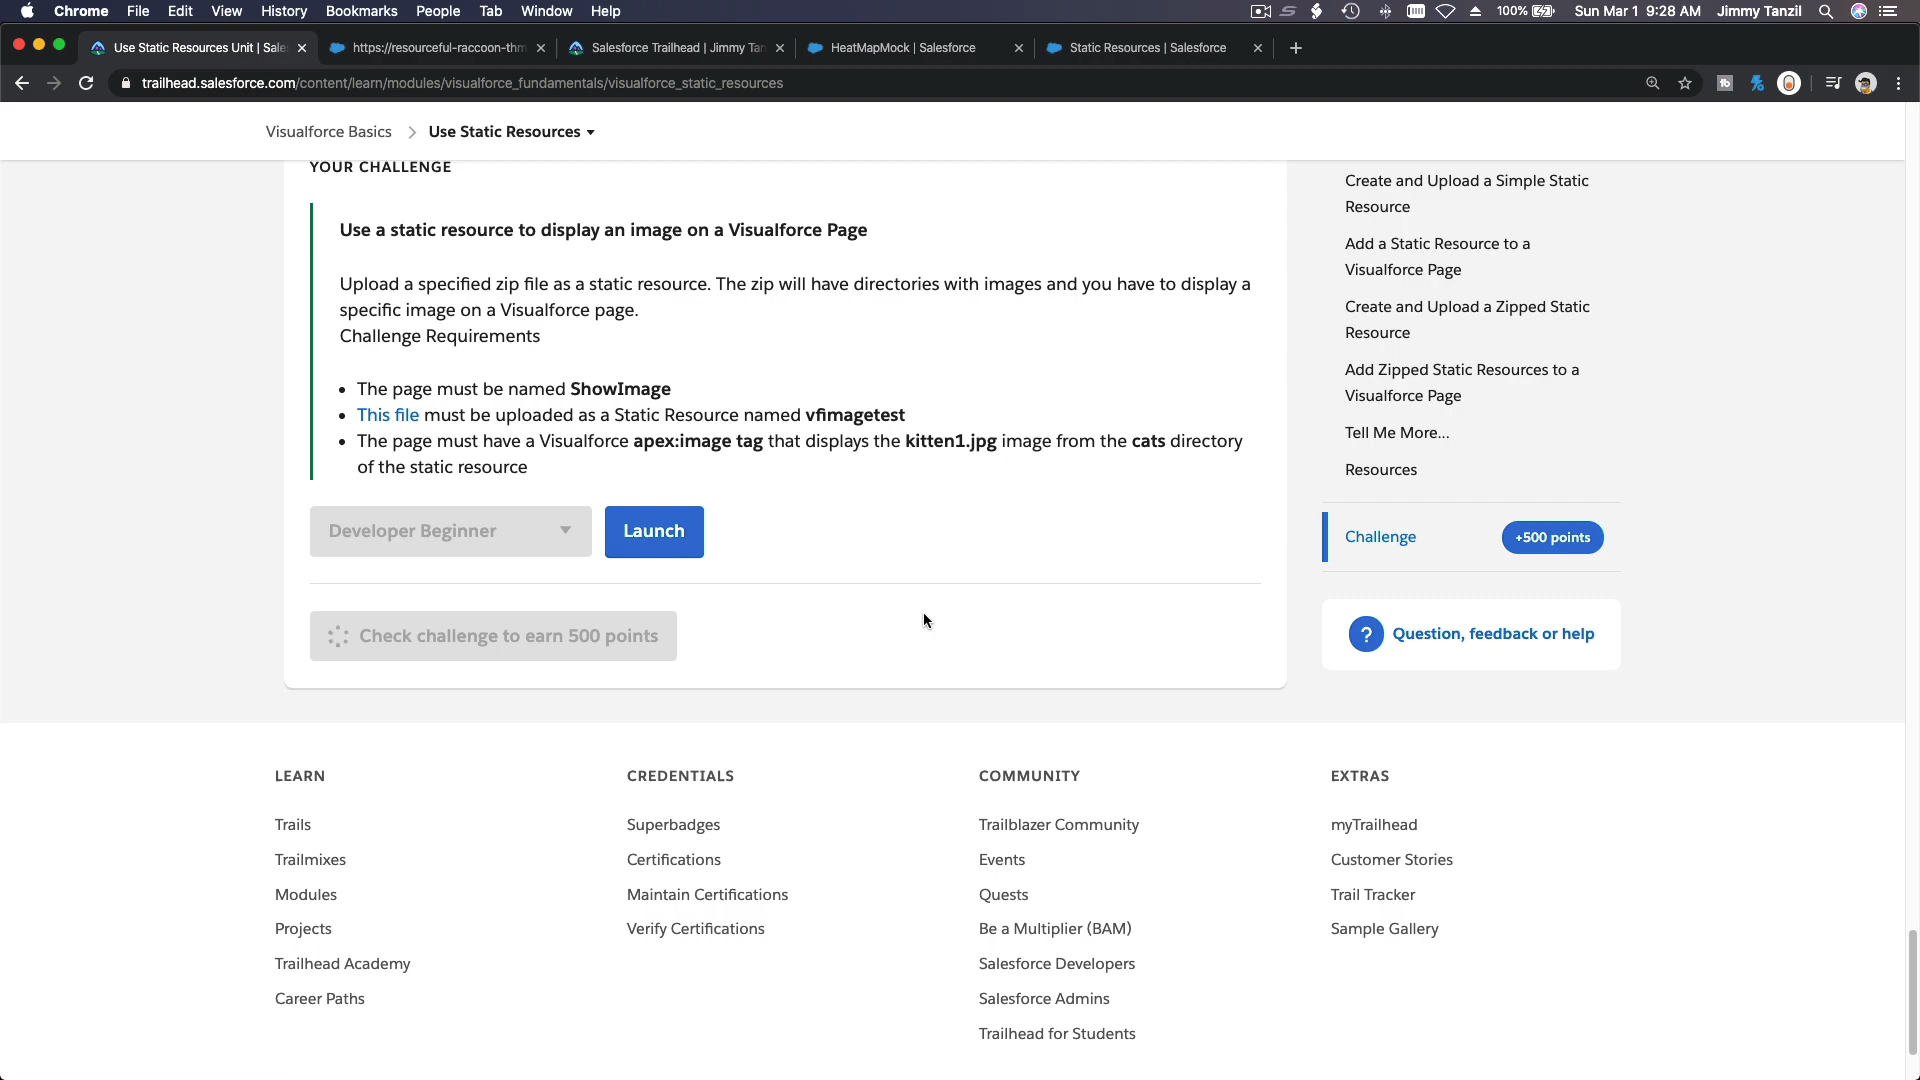 Chrome File Edit View History Bookmarks People Tab Window Help 100% Sun Mar 1 9:28 AM Jimmy Tanzil
Use Static Resources Unit | Sale https://resourceful-raccoon-thm Salesforce Trailhead | Jimmy Tan HeatMapMock | Salesforce Static Resources | Salesforce
trailhead.salesforce.com/content/learn/modules/visualforce_fundamentals/visualforce_static_resources
Visualforce Basics Use Static Resources
YOUR CHALLENGE
Use a static resource to display an image on a Visualforce Page
Upload a specified zip file as a static resource. The zip will have directories with images and you have to display a
specific image on a Visualforce page.
Challenge Requirements
• The page must be named ShowImage
• This file must be uploaded as a Static Resource named vfimagetest
• The page must have a Visualforce apex:image tag that displays the kitten1.jpg image from the cats directory
of the static resource
Developer Beginner Launch
Check challenge to earn 500 points
Create and Upload a Simple Static
Resource
Add a Static Resource to a
Visualforce Page
Create and Upload a Zipped Static
Resource
Add Zipped Static Resources to a
Visualforce Page
Tell Me More...
Resources
Challenge +500 points
? Question, feedback or help
LEARN
Trails
Trailmixes
Modules
Projects
Trailhead Academy
Career Paths
CREDENTIALS
Superbadges
Certifications
Maintain Certifications
Verify Certifications
COMMUNITY
Trailblazer Community
Events
Quests
Be a Multiplier (BAM)
Salesforce Developers
Salesforce Admins
Trailhead for Students
EXTRAS
myTrailhead
Customer Stories
Trail Tracker
Sample Gallery